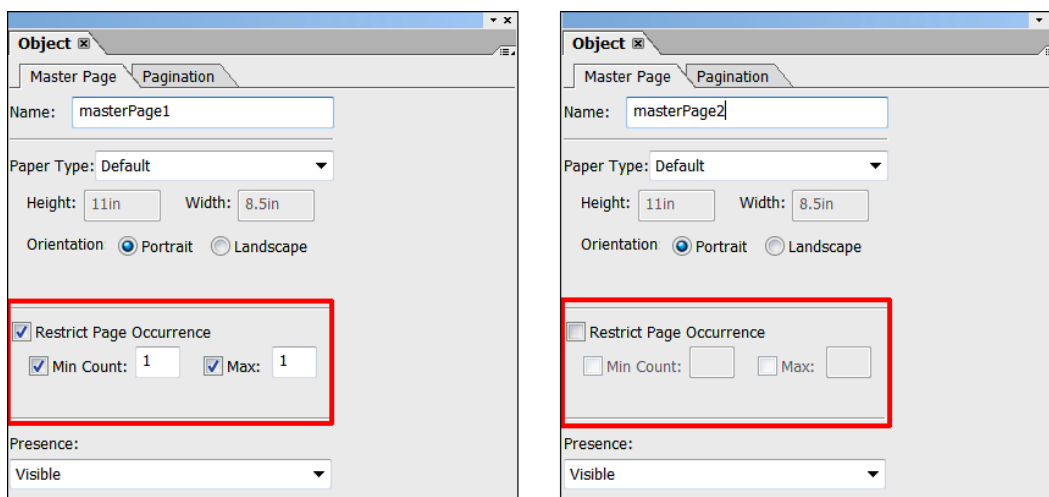 Object
Master Page Pagination
Name: masterPage1
Paper Type: Default
Height: 11in Width: 8.5in
Orientation Portrait Landscape
Restrict Page Occurrence
Min Count: 1 Max: 1
Presence:
Visible
Object
Master Page Pagination
Name: masterPage2
Paper Type: Default
Height: 11in Width: 8.5in
Orientation Portrait Landscape
Restrict Page Occurrence
Min Count: Max:
Presence:
Visible